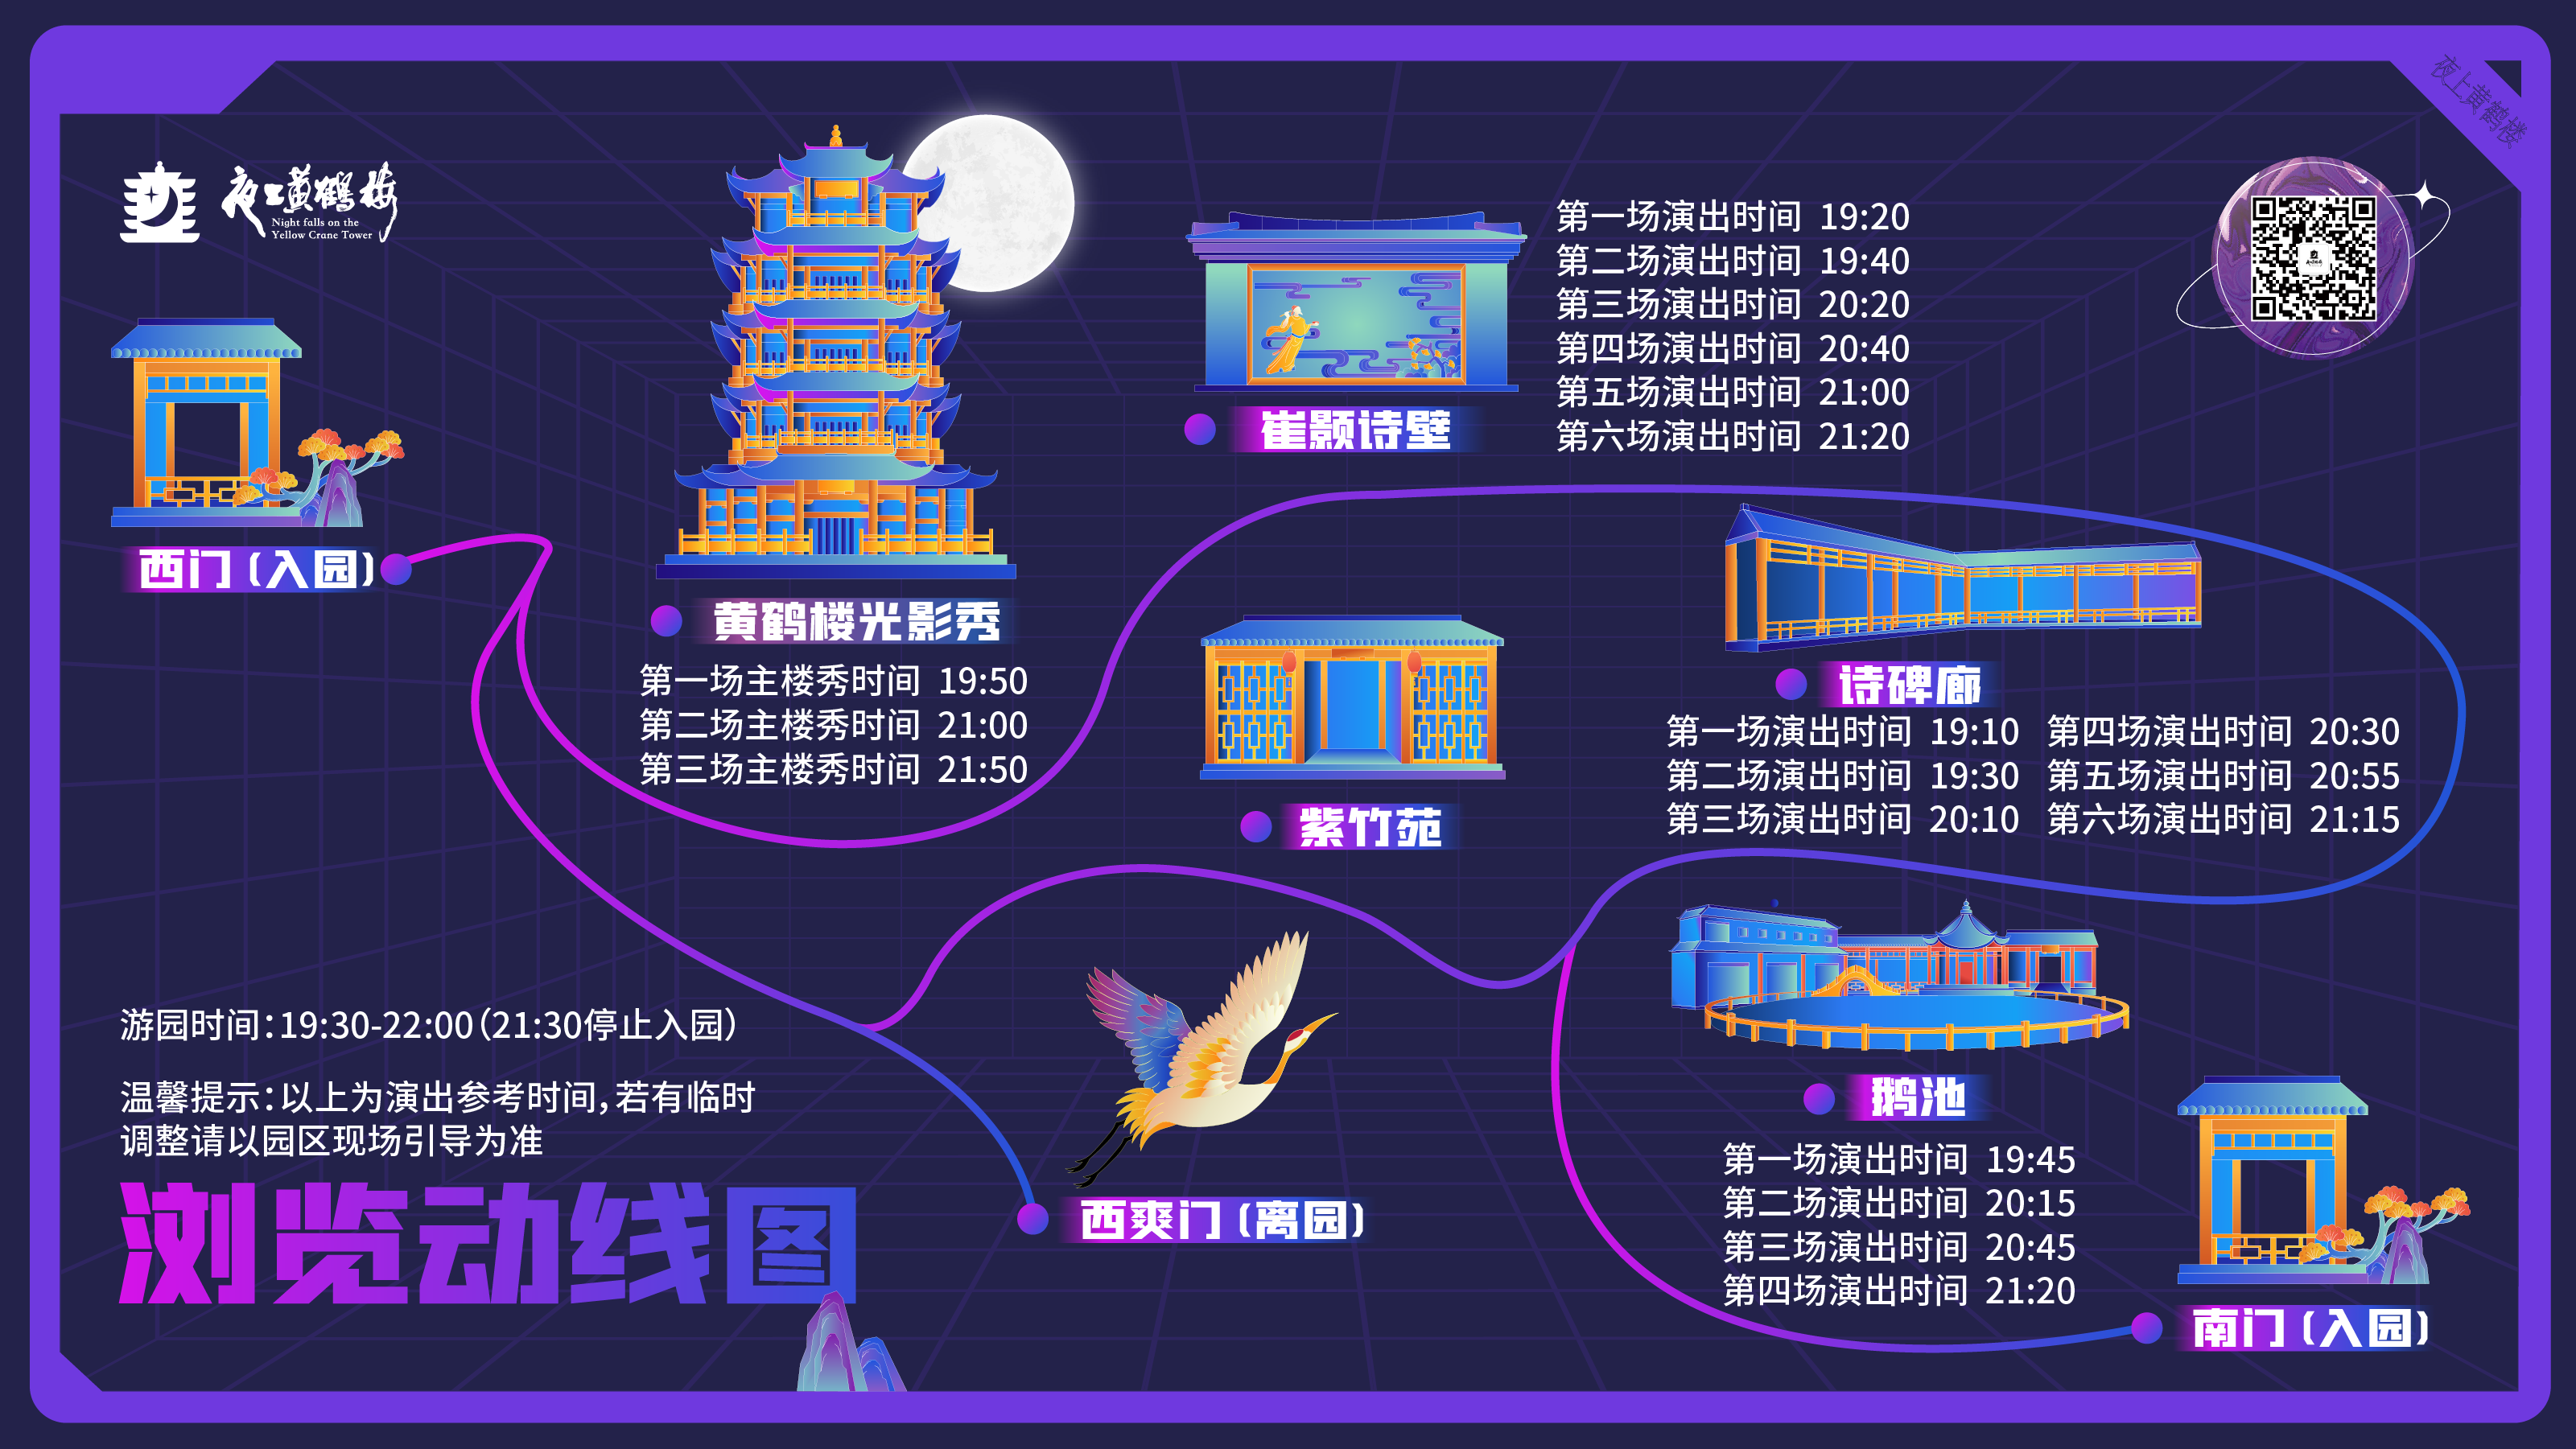 夜上黄鹤楼
夜上黄鹤楼
Night falls on the
Yellow Crane Tower
西门（入园）
黄鹤楼光影秀
第一场主楼秀时间 19:50
第二场主楼秀时间 21:00
第三场主楼秀时间 21:50
崔颢诗壁
第一场演出时间 19:20
第二场演出时间 19:40
第三场演出时间 20:20
第四场演出时间 20:40
第五场演出时间 21:00
第六场演出时间 21:20
紫竹苑
诗碑廊
第一场演出时间 19:10 第四场演出时间 20:30
第二场演出时间 19:30 第五场演出时间 20:55
第三场演出时间 20:10 第六场演出时间 21:15
鹅池
第一场演出时间 19:45
第二场演出时间 20:15
第三场演出时间 20:45
第四场演出时间 21:20
西爽门（离园）
南门（入园）
游园时间：19:30-22:00（21:30停止入园）
温馨提示：以上为演出参考时间，若有临时
调整请以园区现场引导为准
浏览动线图